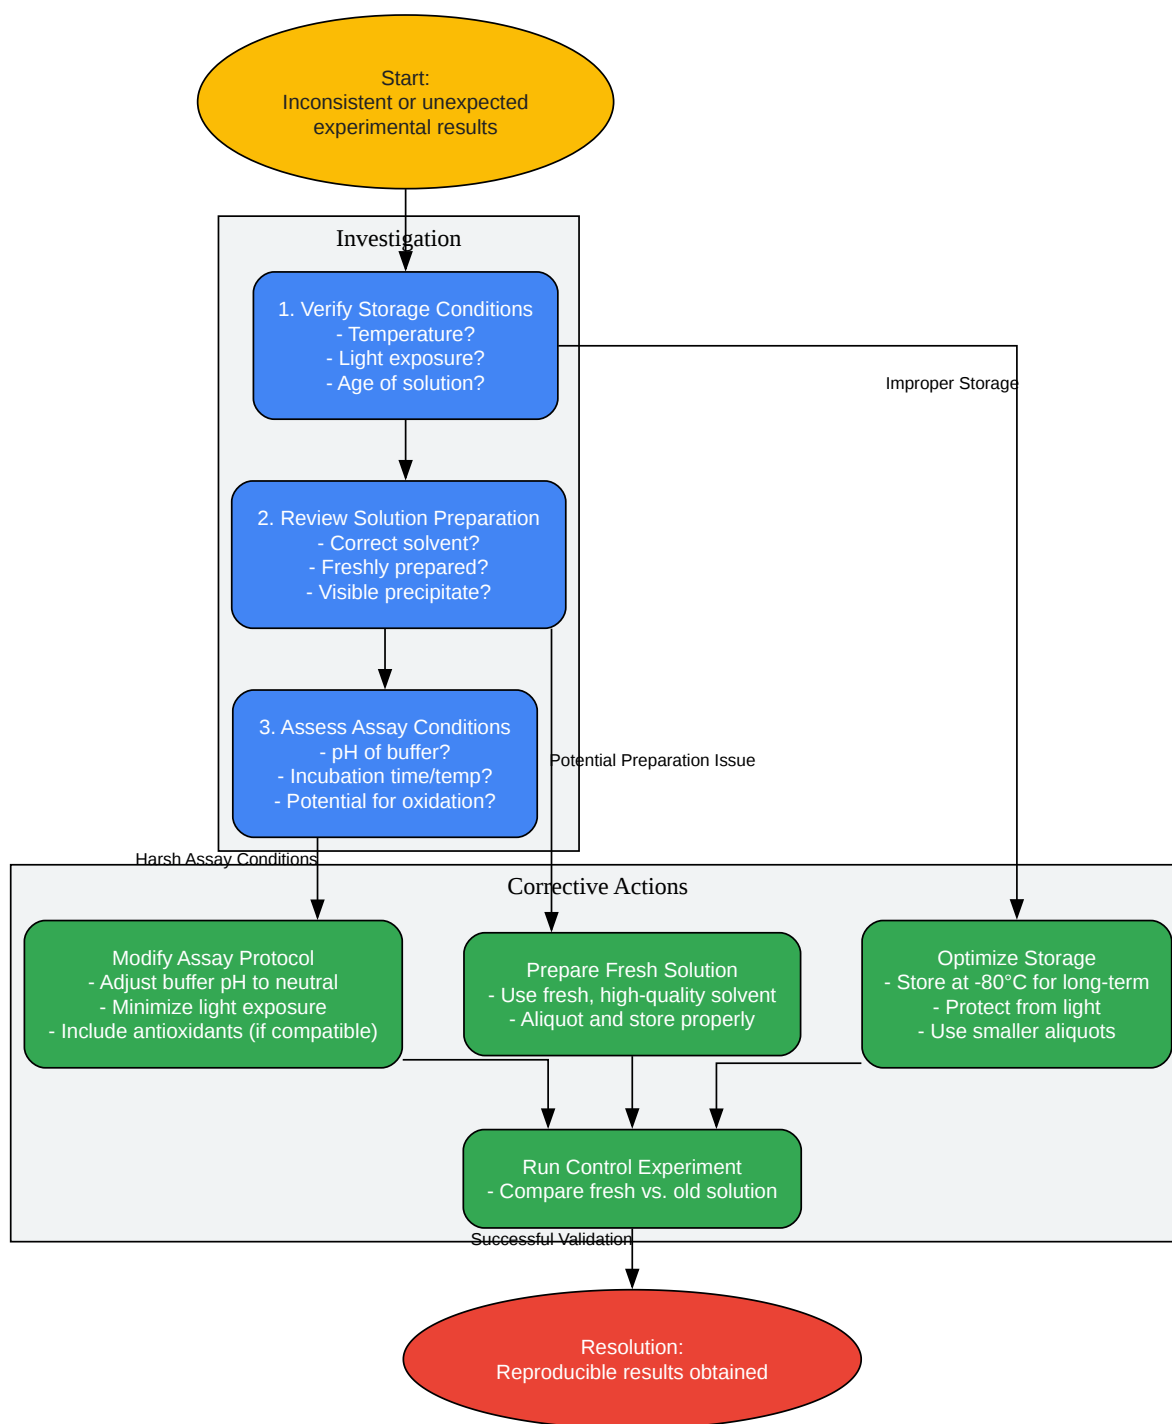 Start:
Inconsistent or unexpected
experimental results
Investigation
1. Verify Storage Conditions
- Temperature?
- Light exposure?
- Age of solution?
Improper Storage
2. Review Solution Preparation
- Correct solvent?
- Freshly prepared?
- Visible precipitate?
3. Assess Assay Conditions
- pH of buffer?
- Incubation time/temp?
- Potential for oxidation?
Potential Preparation Issue
Harsh Assay Conditions
Corrective Actions
Modify Assay Protocol
- Adjust buffer pH to neutral
- Minimize light exposure
- Include antioxidants (if compatible)
Prepare Fresh Solution
- Use fresh, high-quality solvent
- Aliquot and store properly
Optimize Storage
- Store at -80°C for long-term
- Protect from light
- Use smaller aliquots
Run Control Experiment
- Compare fresh vs. old solution
Successful Validation
Resolution:
Reproducible results obtained